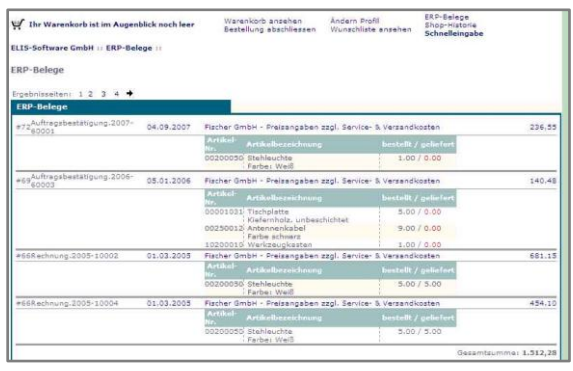 Ihr Warenkorb ist im Augenblick noch leer
Warenkorb ansehen
Bestellung abschliessen
Ändern Profil
Wunschliste ansehen
ERP-Belege
Shop-Historie
Schnelleingabe
ELIS-Software GmbH :: ERP-Belege ::
ERP-Belege
Ergebnisseiten: 1 2 3 4
ERP-Belege
#72 Auftragsbestätigung.2007-60001 04.09.2007 Fischer GmbH - Preisangaben zzgl. Service- & Versandkosten 236,55
Artikel-Nr. Artikelbezeichnung bestellt / geliefert
00200050 Stehleuchte 1.00 / 0.00
Farbe: Weiß
#69 Auftragsbestätigung.2006-60003 05.01.2006 Fischer GmbH - Preisangaben zzgl. Service- & Versandkosten 140.48
Artikel-Nr. Artikelbezeichnung bestellt / geliefert
00001031 Tischplatte 5.00 / 0.00
Kiefernholz, unbeschichtet
00250012 Antennenkabel 9.00 / 0.00
Farbe schwarz
10200010 Werkzeugkasten 1.00 / 0.00
#66 Rechnung.2005-10002 01.03.2005 Fischer GmbH - Preisangaben zzgl. Service- & Versandkosten 681.15
Artikel-Nr. Artikelbezeichnung bestellt / geliefert
00200050 Stehleuchte 5.00 / 5.00
Farbe: Weiß
Rechnung.2005-10004 01.03.2005 Fischer GmbH - Preisangaben zzgl. Service- & Versandkosten 454.10
Artikel-Nr. Artikelbezeichnung bestellt / geliefert
00200050 Stehleuchte 5.00 / 5.00
Farbe: Weiß
Gesamtsumme: 1.512,28